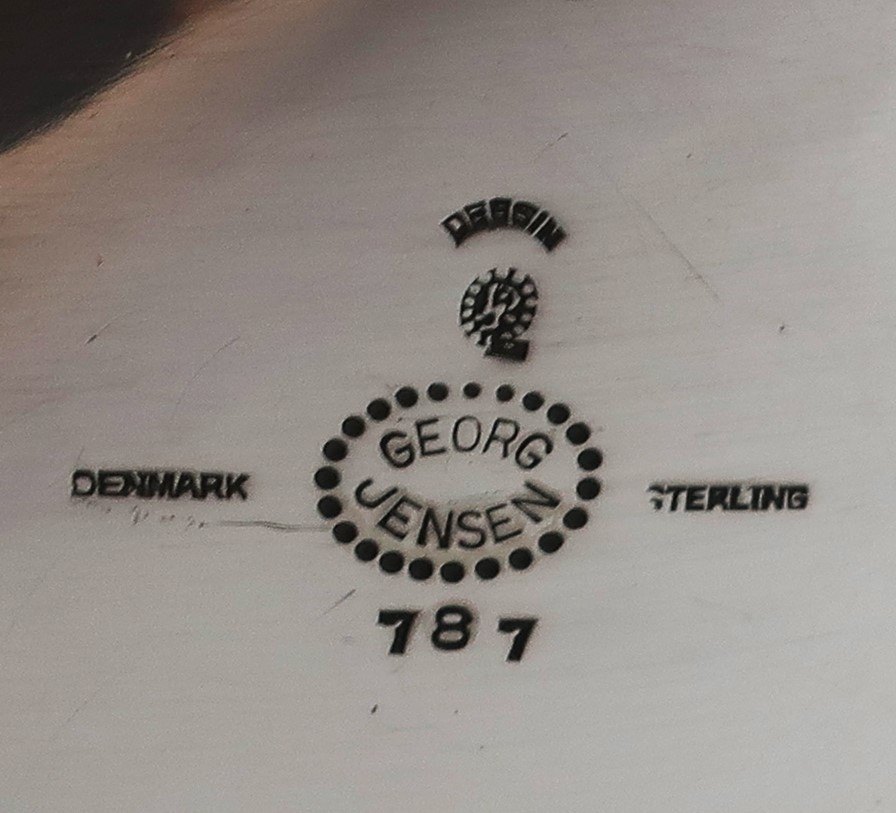 DESSIN
GEORG
JENSEN
DENMARK
STERLING
787